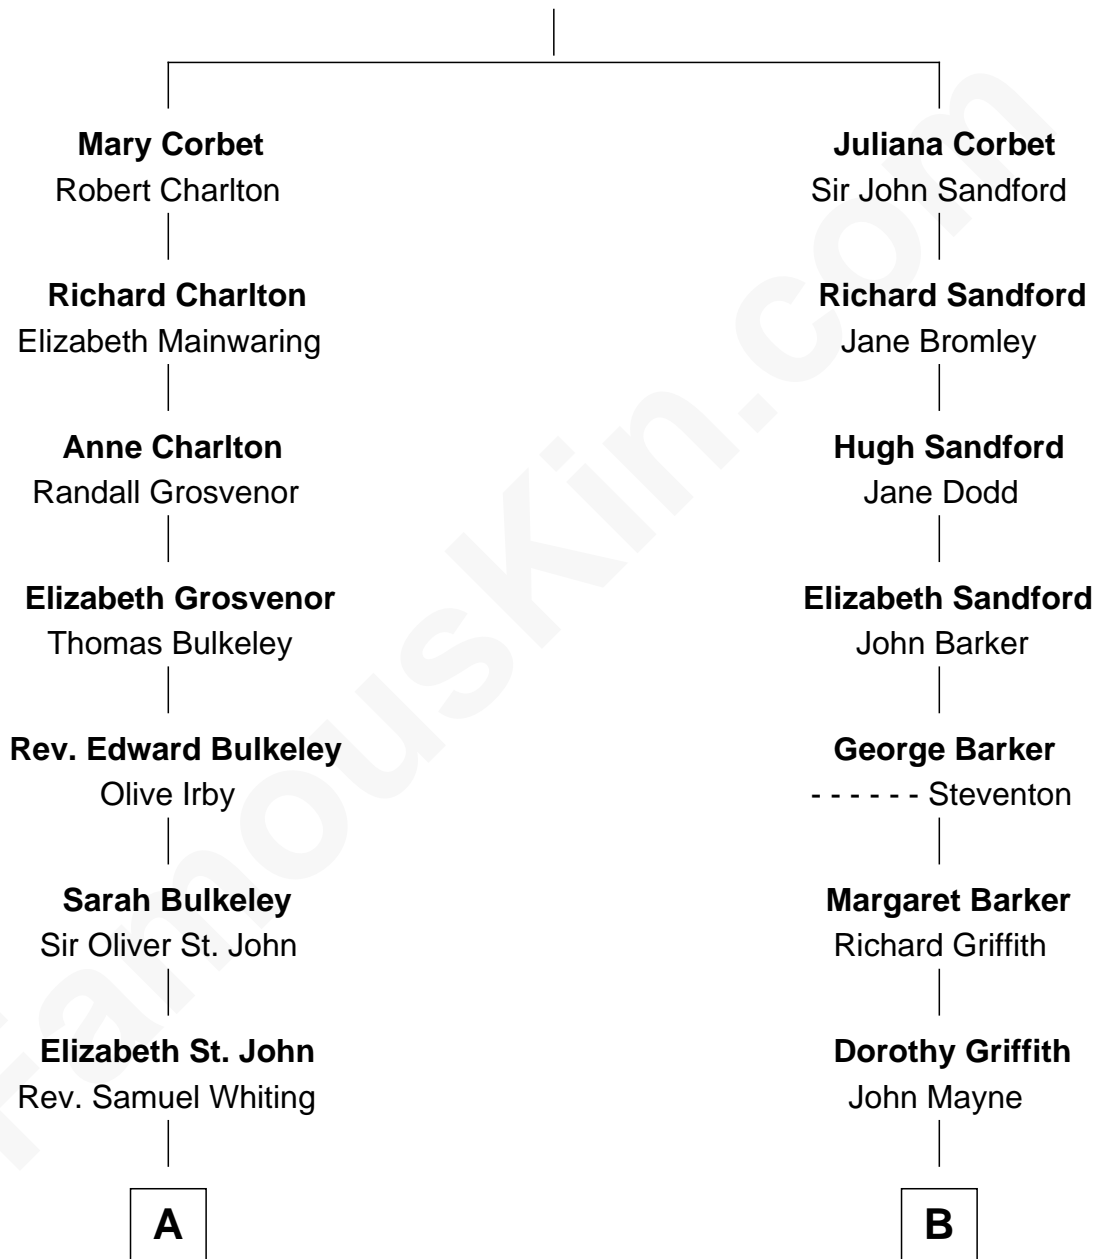 Mary Corbet
Robert Charlton
Juliana Corbet
Sir John Sandford
Richard Charlton
Elizabeth Mainwaring
Richard Sandford
Jane Bromley
Anne Charlton
Randall Grosvenor
Hugh Sandford
Jane Dodd
Elizabeth Grosvenor
Thomas Bulkeley
Elizabeth Sandford
John Barker
Rev. Edward Bulkeley
Olive Irby
George Barker
- - - - - - Steventon
Sarah Bulkeley
Sir Oliver St. John
Margaret Barker
Richard Griffith
Elizabeth St. John
Rev. Samuel Whiting
Dorothy Griffith
John Mayne
A
B
FamousKin.com